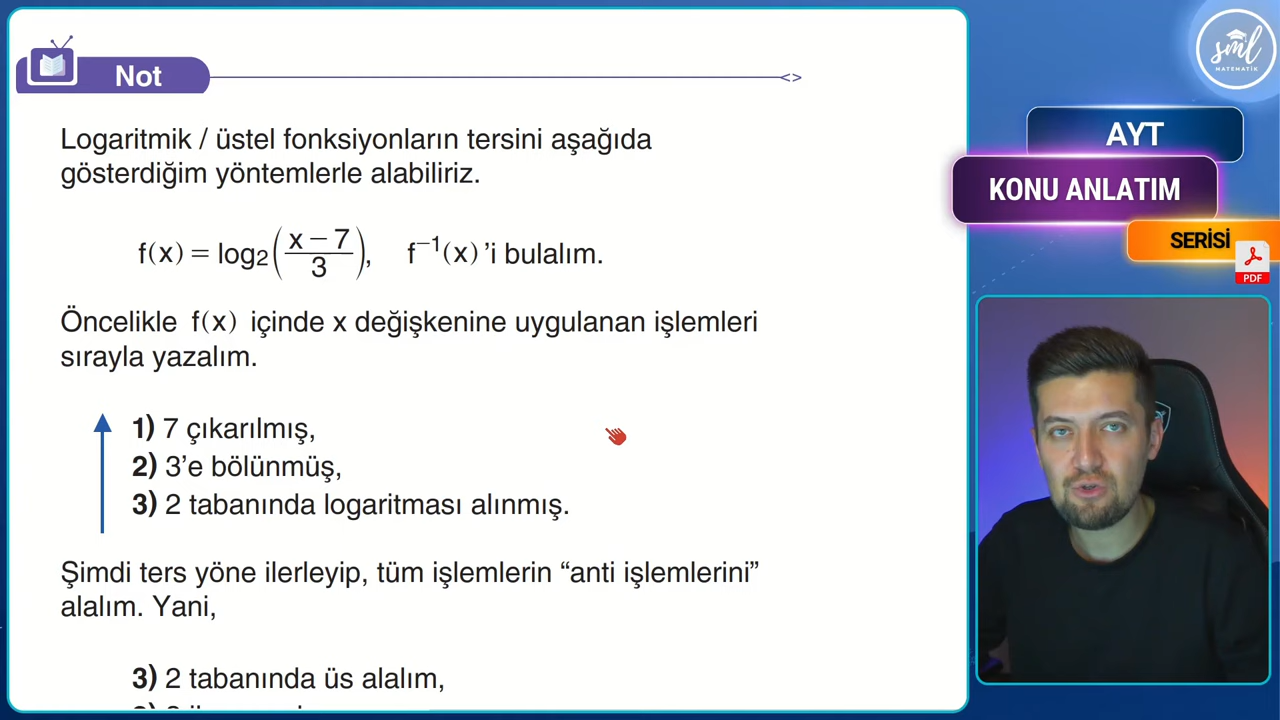 Not
Logaritmik / üstel fonksiyonların tersini aşağıda
gösterdiğim yöntemlerle alabiliriz.
f(x) = log₂((x − 7)/3), f⁻¹(x) 'i bulalım.
Öncelikle f(x) içinde x değişkenine uygulanan işlemleri
sırayla yazalım.
1) 7 çıkarılmış,
2) 3’e bölünmüş,
3) 2 tabanında logaritması alınmış.
Şimdi ters yöne ilerleyip, tüm işlemlerin “anti işlemlerini”
alalım. Yani,
3) 2 tabanında üs alalım,
sml
MATEMATİK
AYT
KONU ANLATIM
SERİSİ
PDF